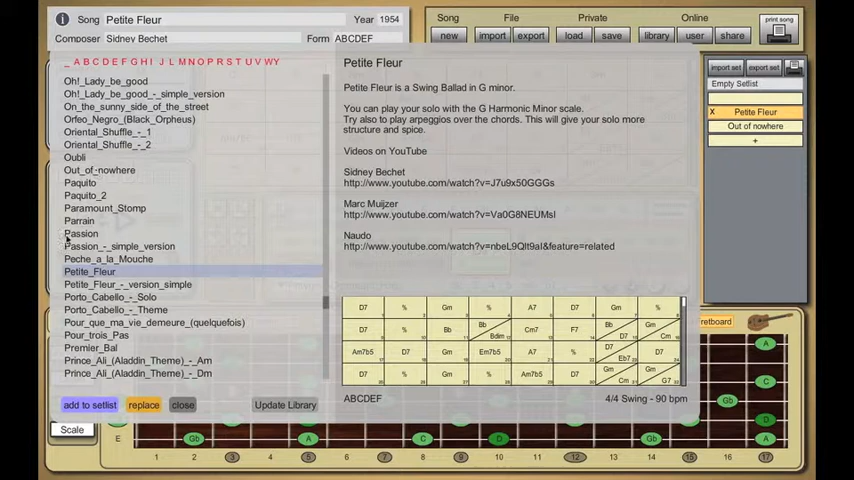 Song Petite Fleur Year 1954
Composer Sidney Bechet Form ABCDEF
Song File Private Online
new import export load save library user share
print song
_ A B C D E F G H I J L M N O P R S T U V W Y
Oh!_Lady_be_good
Oh!_Lady_be_good_-_simple_version
On_the_sunny_side_of_the_street
Orfeo_Negro_(Black_Orpheus)
Oriental_Shuffle_-_1
Oriental_Shuffle_-_2
Oubli
Out_of_nowhere
Paquito
Paquito_2
Paramount_Stomp
Parrain
Passion
Passion_-_simple_version
Peche_a_la_Mouche
Petite_Fleur
Petite_Fleur_-_version_simple
Porto_Cabello_-_Solo
Porto_Cabello_-_Theme
Pour_que_ma_vie_demeure_(quelquefois)
Pour_trois_Pas
Premier_Bal
Prince_Ali_(Aladdin_Theme)_-_Am
Prince_Ali_(Aladdin_Theme)_-_Dm
add to setlist replace close Update Library
Petite Fleur
Petite Fleur is a Swing Ballad in G minor.
You can play your solo with the G Harmonic Minor scale.
Try also to play arpeggios over the chords. This will give your solo more
structure and spice.
Videos on YouTube
Sidney Bechet
http://www.youtube.com/watch?v=J7u9x50GGGs
Marc Muijzer
http://www.youtube.com/watch?v=Va0G8NEUMsI
Naudo
http://www.youtube.com/watch?v=nbeL9Qlt9aI&feature=related
D7 % Gm % A7 % D7 %
D7 % Bb Bb Bdim Cm7 F7 D7 Gm Gm Cm
Am7b5 D7 Gm Em7b5 A7 % D7 Eb7 D7
D7 % Gm % Am7b5 D7 Gm Cm Gm G7
ABCDEF 4/4 Swing - 90 bpm
import set export set
Empty Setlist
X Petite Fleur
Out of nowhere
+
retboard
A
C
Gb
D
Scale
E Gb A C D Gb A
1 2 3 4 5 6 7 8 9 10 11 12 13 14 15 16 17